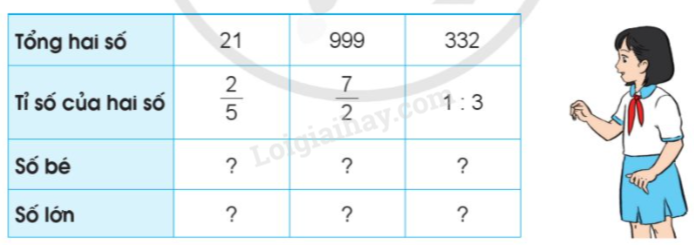 Tổng hai số 21 999 332
Tỉ số của hai số 2/5 7/2 1 : 3
Số bé ? ? ?
Số lớn ? ? ?
Loigiaihay.com